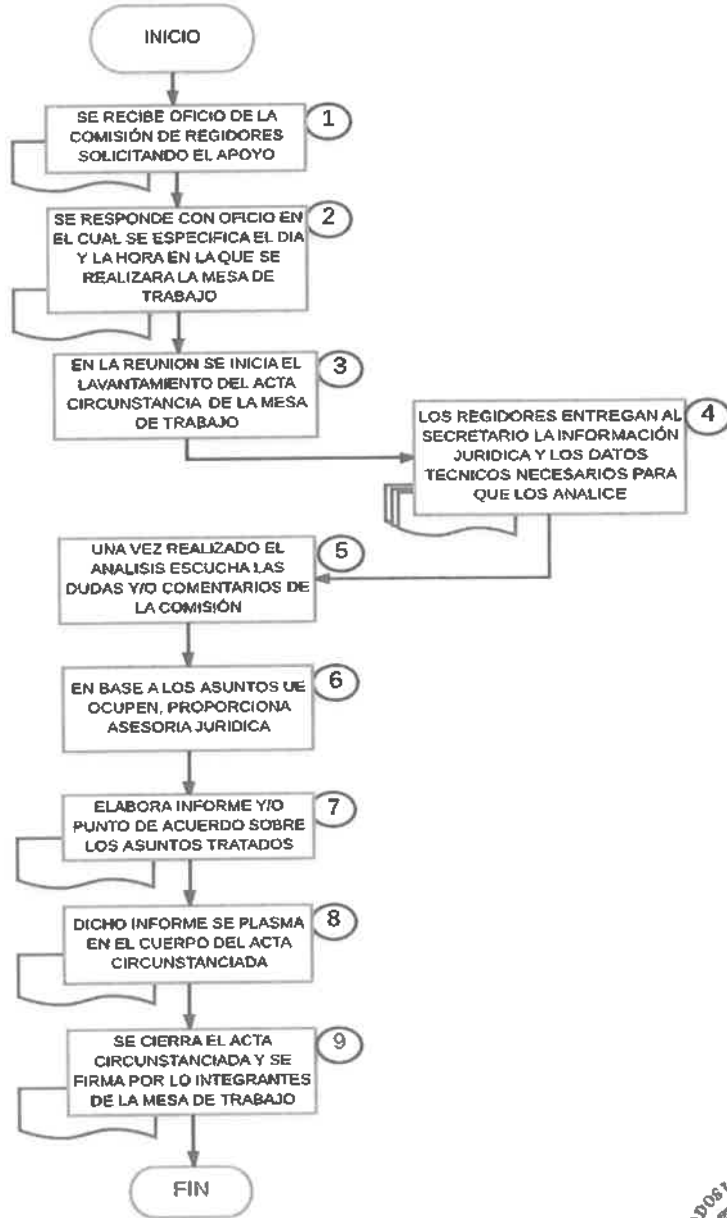 INICIO
1
SE RECIBE OFICIO DE LA
COMISIÓN DE REGIDORES
SOLICITANDO EL APOYO
2
SE RESPONDE CON OFICIO EN
EL CUAL SE ESPECIFICA EL DIA
Y LA HORA EN LA QUE SE
REALIZARA LA MESA DE
TRABAJO
3
EN LA REUNION SE INICIA EL
LAVANTAMIENTO DEL ACTA
CIRCUNSTANCIA DE LA MESA
DE TRABAJO
4
LOS REGIDORES ENTREGAN AL
SECRETARIO LA INFORMACIÓN
JURIDICA Y LOS DATOS
TECNICOS NECESARIOS PARA
QUE LOS ANALICE
5
UNA VEZ REALIZADO EL
ANALISIS ESCUCHA LAS
DUDAS Y/O COMENTARIOS DE
LA COMISIÓN
6
EN BASE A LOS ASUNTOS UE
OCUPEN, PROPORCIONA
ASESORIA JURIDICA
7
ELABORA INFORME Y/O
PUNTO DE ACUERDO SOBRE
LOS ASUNTOS TRATADOS
8
DICHO INFORME SE PLASMA
EN EL CUERPO DEL ACTA
CIRCUNSTANCIADA
9
SE CIERRA EL ACTA
CIRCUNSTANCIADA Y SE
FIRMA POR LO INTEGRANTES
DE LA MESA DE TRABAJO
FIN